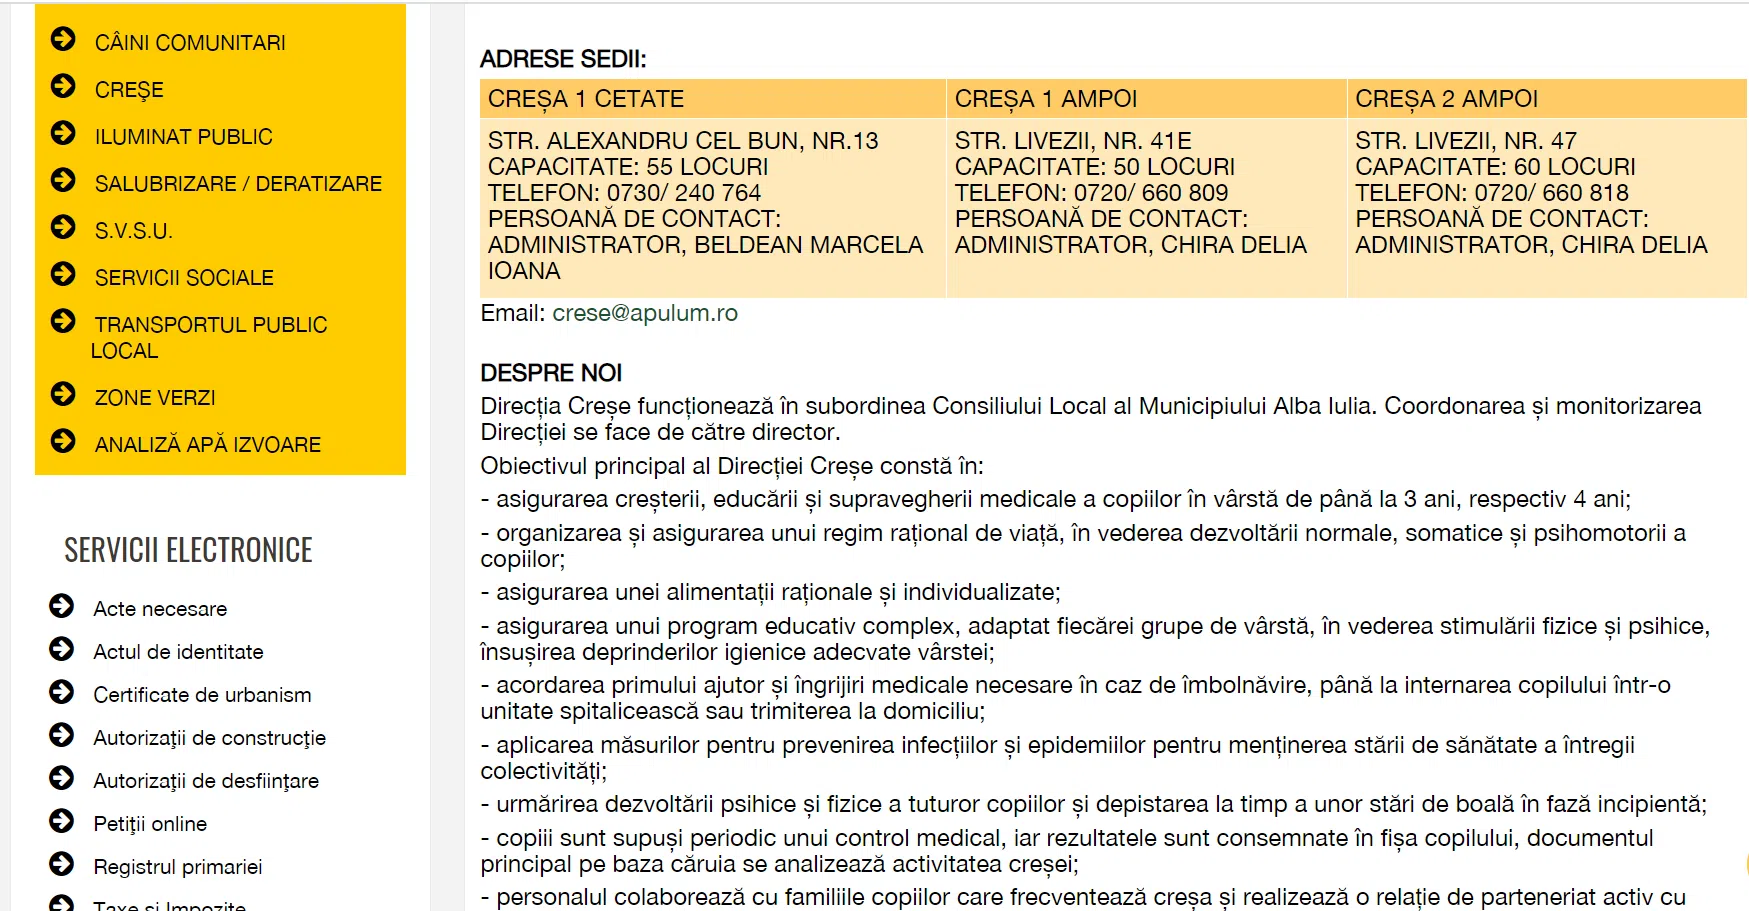 CÂINI COMUNITARI
CREŞE
ILUMINAT PUBLIC
SALUBRIZARE / DERATIZARE
S.V.S.U.
SERVICII SOCIALE
TRANSPORTUL PUBLIC
LOCAL
ZONE VERZI
ANALIZĂ APĂ IZVOARE
SERVICII ELECTRONICE
Acte necesare
Actul de identitate
Certificate de urbanism
Autorizaţii de construcţie
Autorizaţii de desfiinţare
Petiţii online
Registrul primariei
Taxe si Impozite
ADRESE SEDII:
CREȘA 1 CETATE
STR. ALEXANDRU CEL BUN, NR.13
CAPACITATE: 55 LOCURI
TELEFON: 0730/ 240 764
PERSOANĂ DE CONTACT:
ADMINISTRATOR, BELDEAN MARCELA
IOANA
CREȘA 1 AMPOI
STR. LIVEZII, NR. 41E
CAPACITATE: 50 LOCURI
TELEFON: 0720/ 660 809
PERSOANĂ DE CONTACT:
ADMINISTRATOR, CHIRA DELIA
CREȘA 2 AMPOI
STR. LIVEZII, NR. 47
CAPACITATE: 60 LOCURI
TELEFON: 0720/ 660 818
PERSOANĂ DE CONTACT:
ADMINISTRATOR, CHIRA DELIA
Email: crese@apulum.ro
DESPRE NOI
Direcția Creșe funcționează în subordinea Consiliului Local al Municipiului Alba Iulia. Coordonarea și monitorizarea
Direcției se face de către director.
Obiectivul principal al Direcției Creșe constă în:
- asigurarea creșterii, educării și supravegherii medicale a copiilor în vârstă de până la 3 ani, respectiv 4 ani;
- organizarea și asigurarea unui regim rațional de viață, în vederea dezvoltării normale, somatice și psihomotorii a
copiilor;
- asigurarea unei alimentații raționale și individualizate;
- asigurarea unui program educativ complex, adaptat fiecărei grupe de vârstă, în vederea stimulării fizice și psihice,
însușirea deprinderilor igienice adecvate vârstei;
- acordarea primului ajutor și îngrijiri medicale necesare în caz de îmbolnăvire, până la internarea copilului într-o
unitate spitalicească sau trimiterea la domiciliu;
- aplicarea măsurilor pentru prevenirea infecțiilor și epidemiilor pentru menținerea stării de sănătate a întregii
colectivități;
- urmărirea dezvoltării psihice și fizice a tuturor copiilor și depistarea la timp a unor stări de boală în fază incipientă;
- copiii sunt supuși periodic unui control medical, iar rezultatele sunt consemnate în fișa copilului, documentul
principal pe baza căruia se analizează activitatea creșei;
- personalul colaborează cu familiile copiilor care frecventează creșa și realizează o relație de parteneriat activ cu